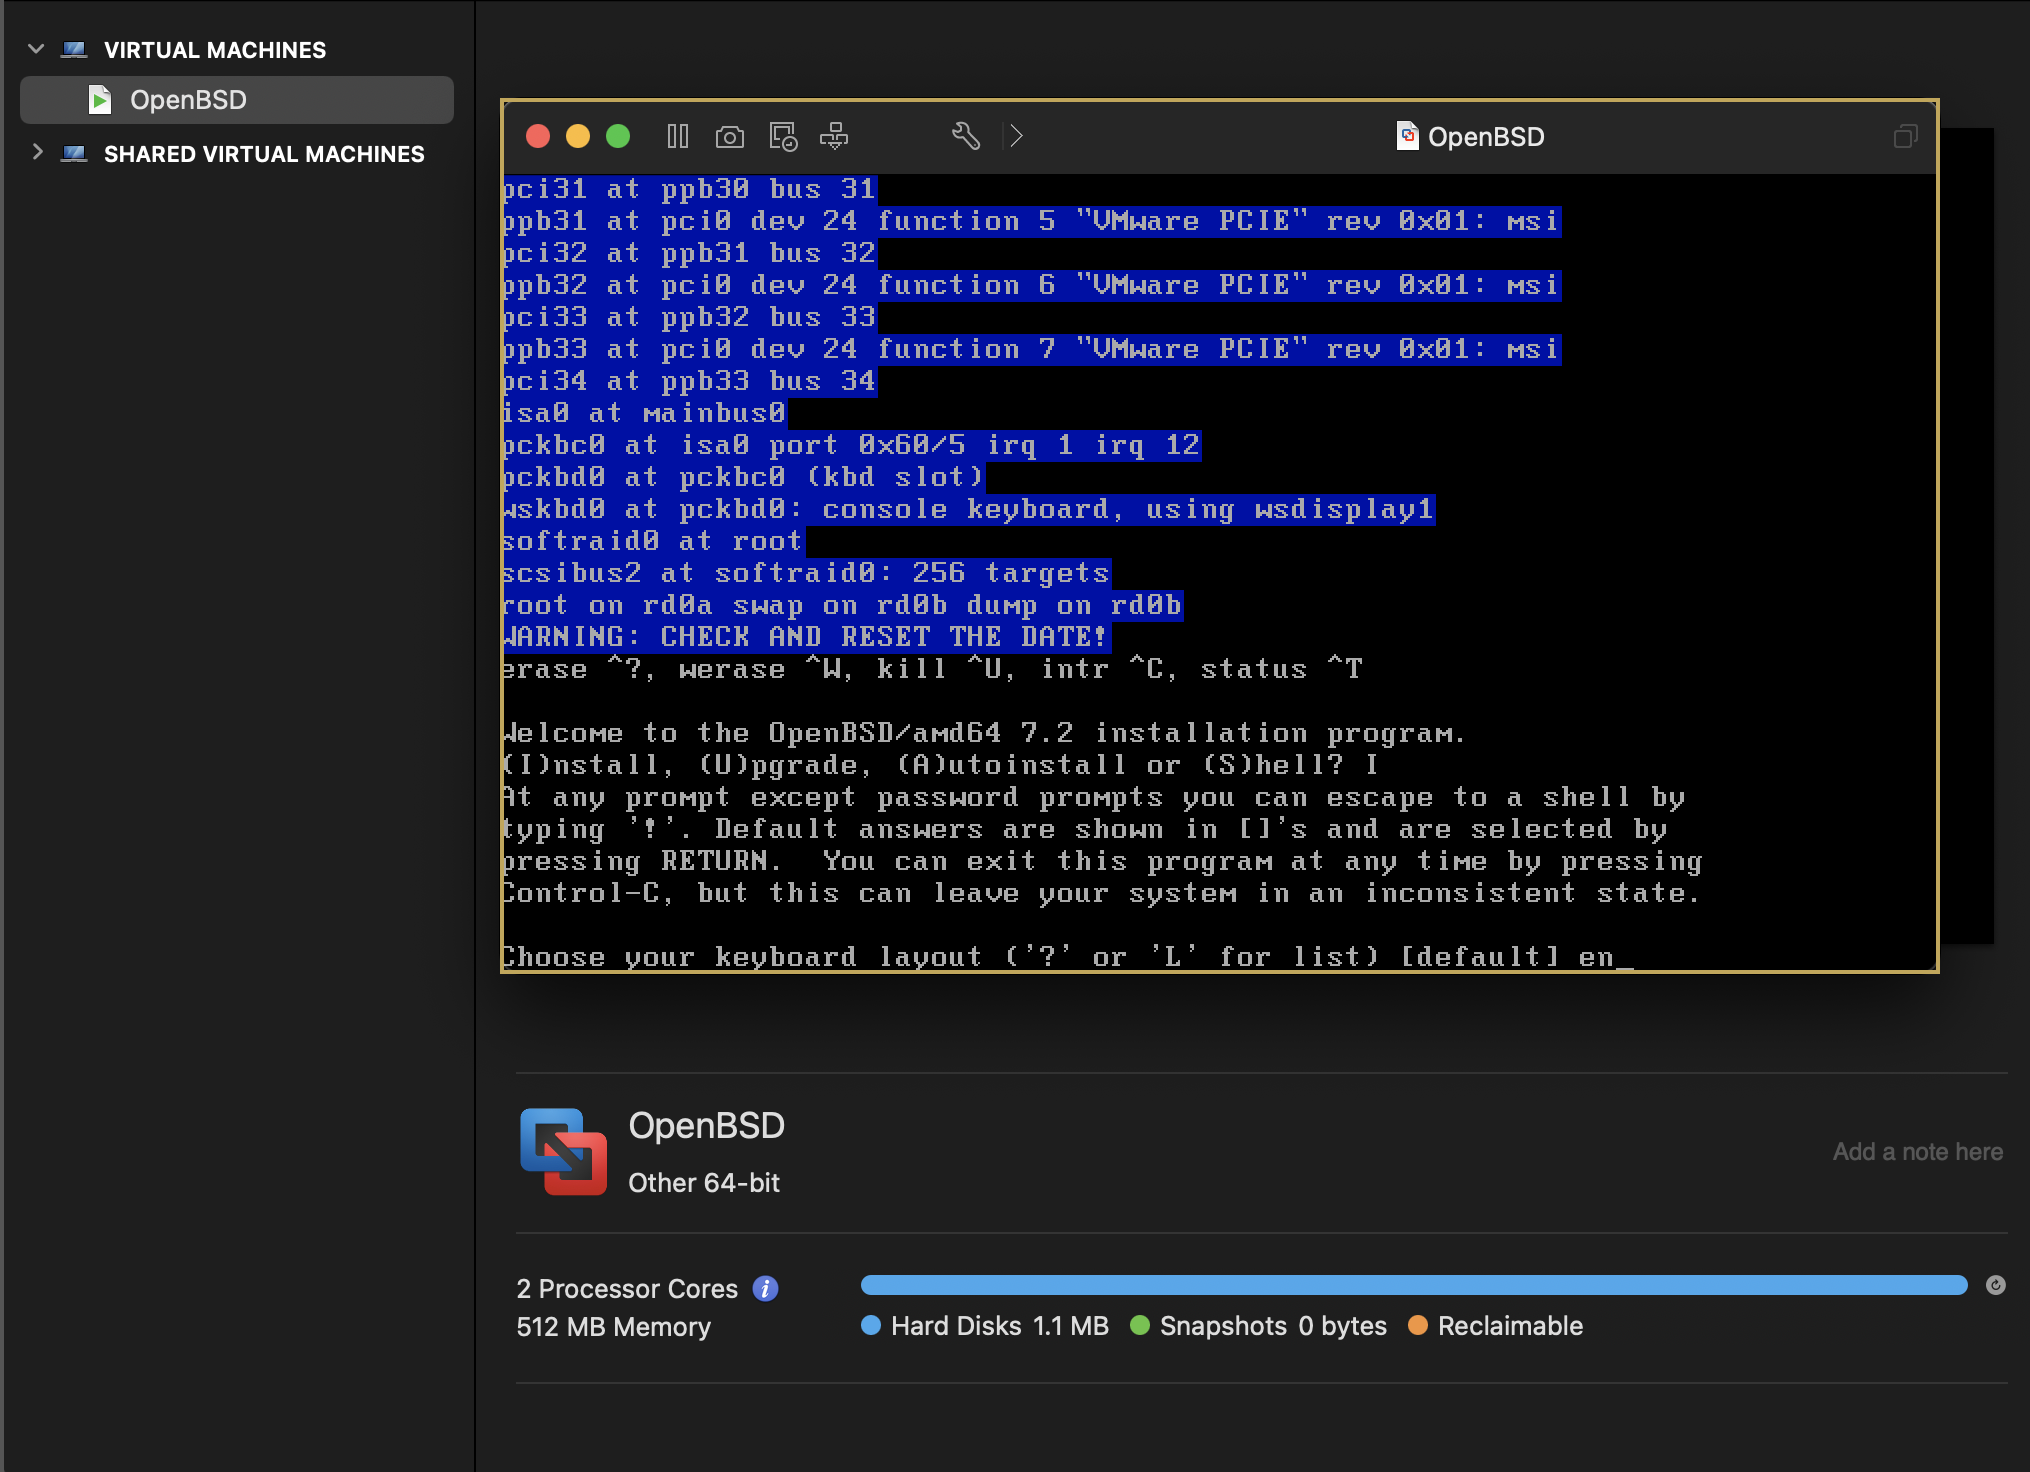 VIRTUAL MACHINES
OpenBSD
SHARED VIRTUAL MACHINES
OpenBSD
pci31 at ppb30 bus 31
ppb31 at pci0 dev 24 function 5 "VMware PCIE" rev 0x01: msi
pci32 at ppb31 bus 32
ppb32 at pci0 dev 24 function 6 "VMware PCIE" rev 0x01: msi
pci33 at ppb32 bus 33
ppb33 at pci0 dev 24 function 7 "VMware PCIE" rev 0x01: msi
pci34 at ppb33 bus 34
isa0 at mainbus0
pckbc0 at isa0 port 0x60/5 irq 1 irq 12
pckbd0 at pckbc0 (kbd slot)
wskbd0 at pckbd0: console keyboard, using wsdisplay1
softraid0 at root
scsibus2 at softraid0: 256 targets
root on rd0a swap on rd0b dump on rd0b
WARNING: CHECK AND RESET THE DATE!
erase ^?, werase ^W, kill ^U, intr ^C, status ^T
Welcome to the OpenBSD/amd64 7.2 installation program.
(I)nstall, (U)pgrade, (A)utoinstall or (S)hell? I
At any prompt except password prompts you can escape to a shell by
typing '!'. Default answers are shown in []'s and are selected by
pressing RETURN.  You can exit this program at any time by pressing
Control-C, but this can leave your system in an inconsistent state.
Choose your keyboard layout ('?' or 'L' for list) [default] en_
OpenBSD
Other 64-bit
Add a note here
2 Processor Cores
512 MB Memory
Hard Disks 1.1 MB Snapshots 0 bytes Reclaimable